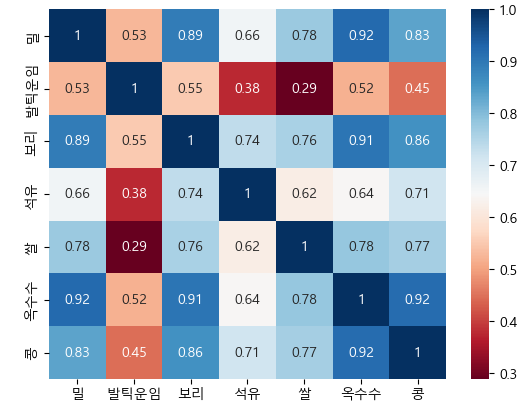 밀 1 0.53 0.89 0.66 0.78 0.92 0.83
발틱운임 0.53 1 0.55 0.38 0.29 0.52 0.45
보리 0.89 0.55 1 0.74 0.76 0.91 0.86
석유 0.66 0.38 0.74 1 0.62 0.64 0.71
쌀 0.78 0.29 0.76 0.62 1 0.78 0.77
옥수수 0.92 0.52 0.91 0.64 0.78 1 0.92
콩 0.83 0.45 0.86 0.71 0.77 0.92 1
밀 발틱운임 보리 석유 쌀 옥수수 콩
1.0
0.9
0.8
0.7
0.6
0.5
0.4
0.3